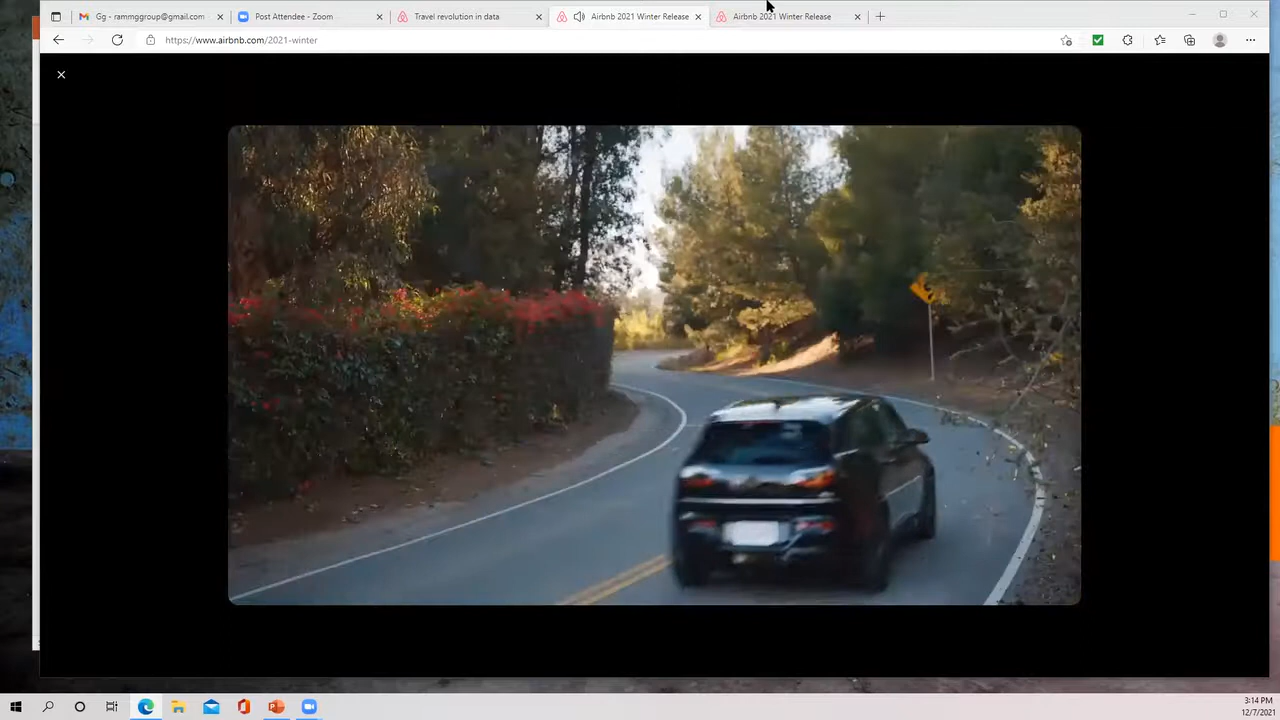 Gg - rammggroup@gmail.com
Post Attendee - Zoom
Travel revolution in data
Airbnb 2021 Winter Release
Airbnb 2021 Winter Release
https://www.airbnb.com/2021-winter
3:14 PM
12/7/2021